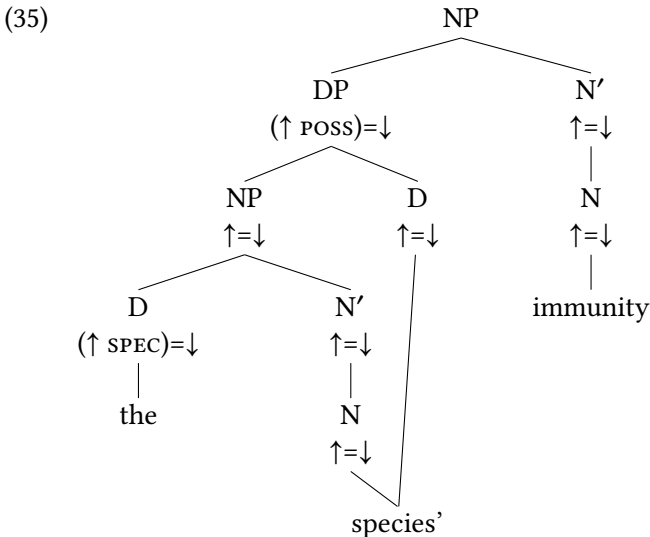 (35) NP
DP N′
(↑ POSS)=↓ ↑=↓
NP D N
↑=↓ ↑=↓ ↑=↓
D N′ immunity
(↑ SPEC)=↓ ↑=↓
the N
↑=↓
species’